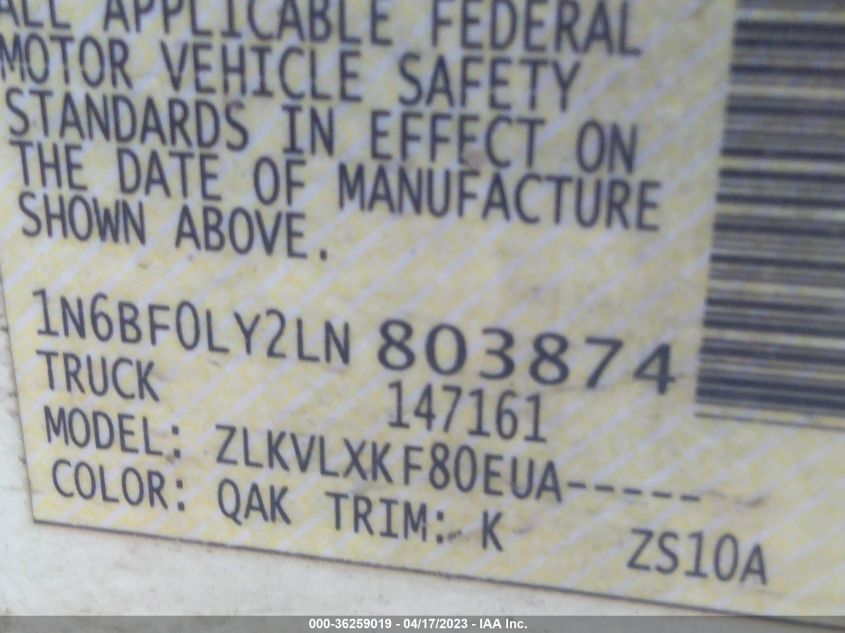 ALL APPLICABLE FEDERAL
MOTOR VEHICLE SAFETY
STANDARDS IN EFFECT ON
THE DATE OF MANUFACTURE
SHOWN ABOVE.
1N6BF0LY2LN 803874
TRUCK 147161
MODEL: ZLKVLXKF80EUA-----
COLOR: QAK TRIM: K ZS10A
000-36259019 - 04/17/2023 - IAA Inc.